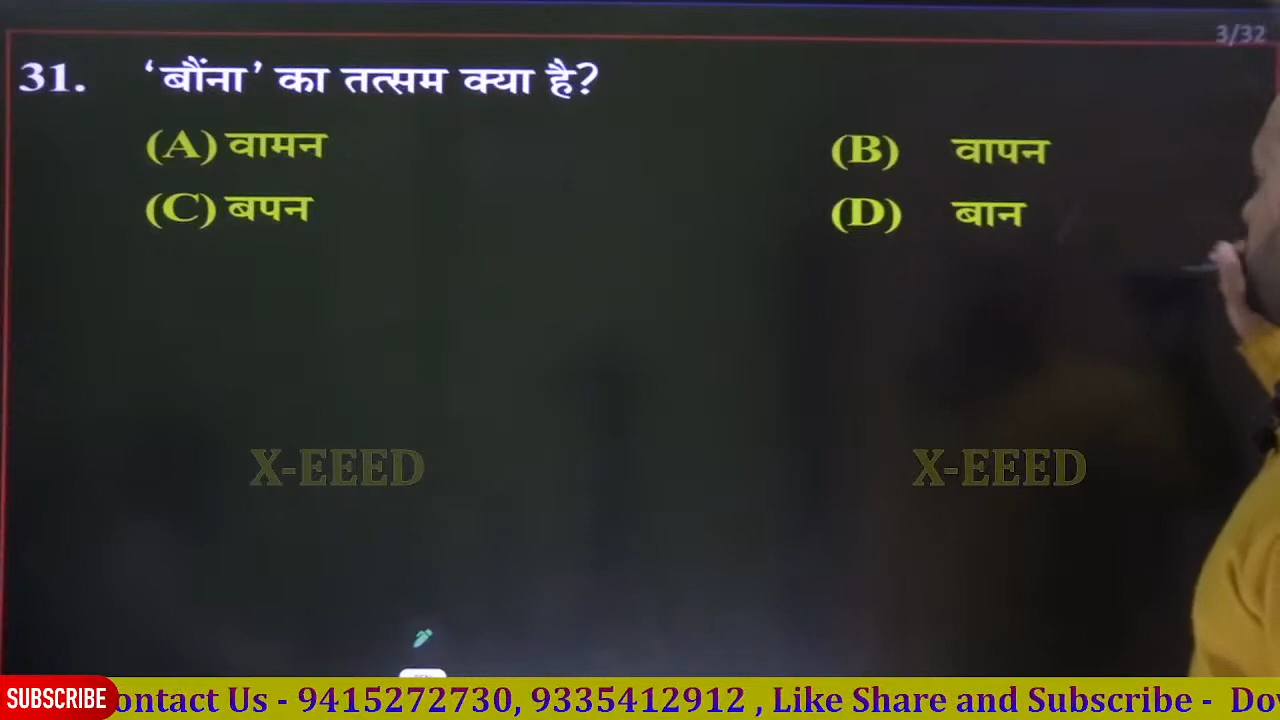 3/32
31. ‘बौंना’ का तत्सम क्या है?
(A) वामन (B) वापन
(C) बपन (D) बान
X-EEED X-EEED
SUBSCRIBE ontact Us - 9415272730, 9335412912 , Like Share and Subscribe - Do